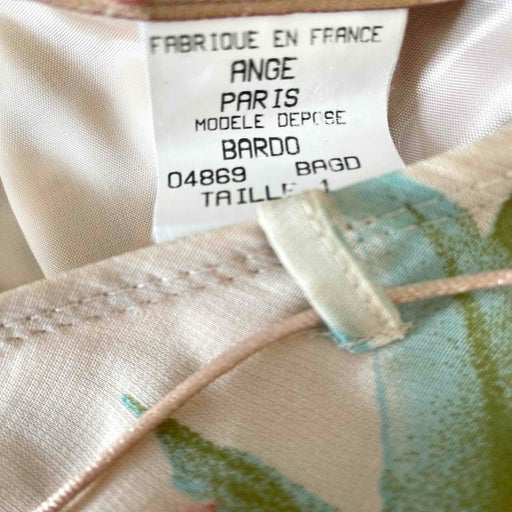 FABRIQUE EN FRANCE
ANGE
PARIS
MODELE DEPOSE
BARDO
04869 BAGD
TAILLE 1